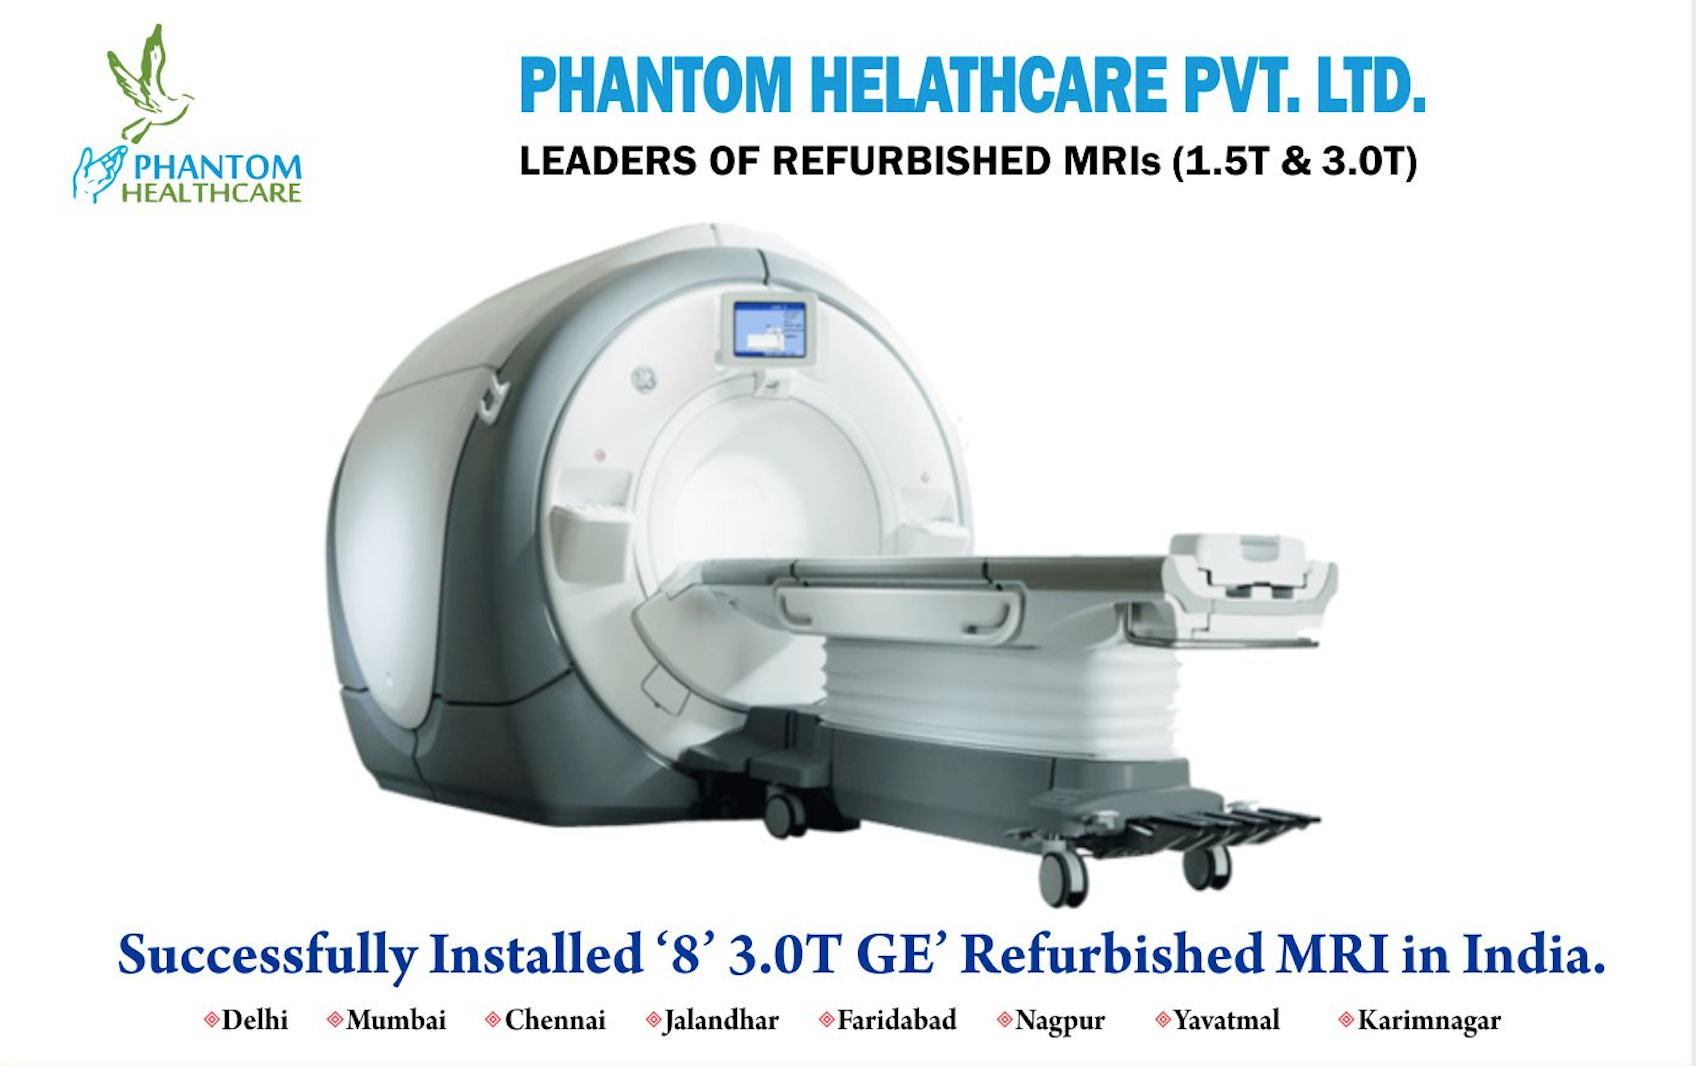 PHANTOM
HEALTHCARE
PHANTOM HELATHCARE PVT. LTD.
LEADERS OF REFURBISHED MRIs (1.5T & 3.0T)
Successfully Installed ‘8’ 3.0T GE’ Refurbished MRI in India.
Delhi Mumbai Chennai Jalandhar Faridabad Nagpur Yavatmal Karimnagar